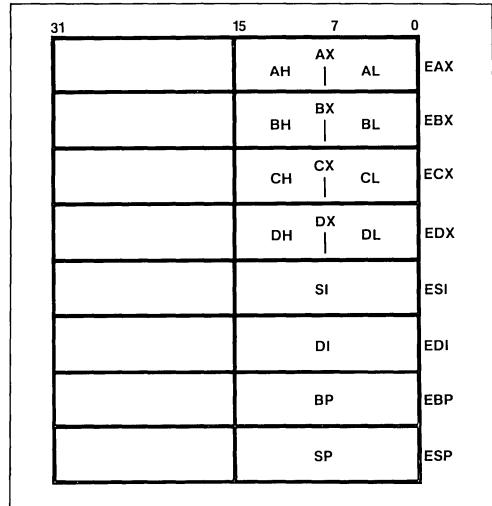 31 15 7 0
AX
AH AL EAX
BX
BH BL EBX
CX
CH CL ECX
DX
DH DL EDX
SI ESI
DI EDI
BP EBP
SP ESP